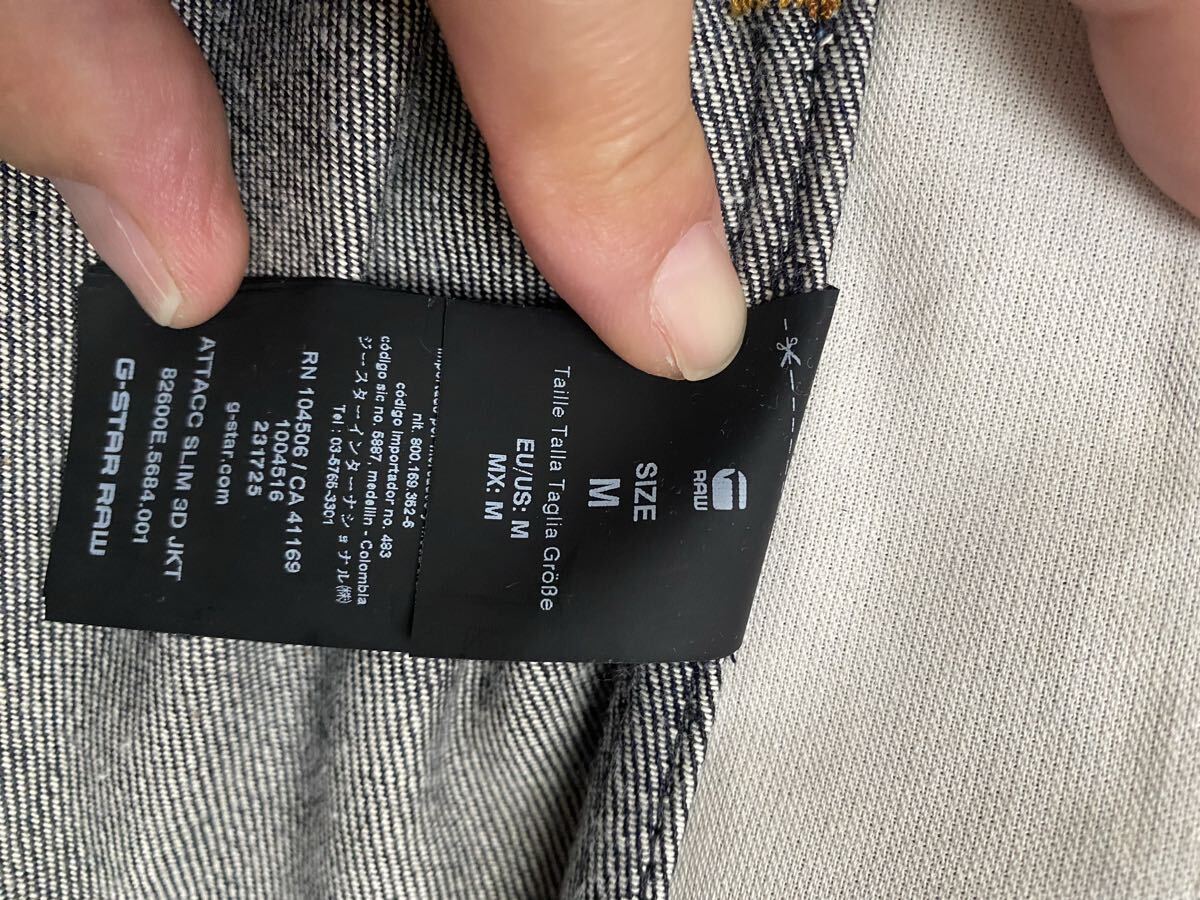 RAW
SIZE
M
Taille Talla Taglia Größe
EU/US: M
MX: M
nit. 800.169.352-6
código importador no. 483
código sic no. 5887, medellin - Colombia
ジースターインターナショナル(株)
Tel: 03-5765-3301
RN 104506 / CA 41169
1004516
231725
g-star.com
ATTACC SLIM 3D JKT
82600E.5684.001
G-STAR RAW